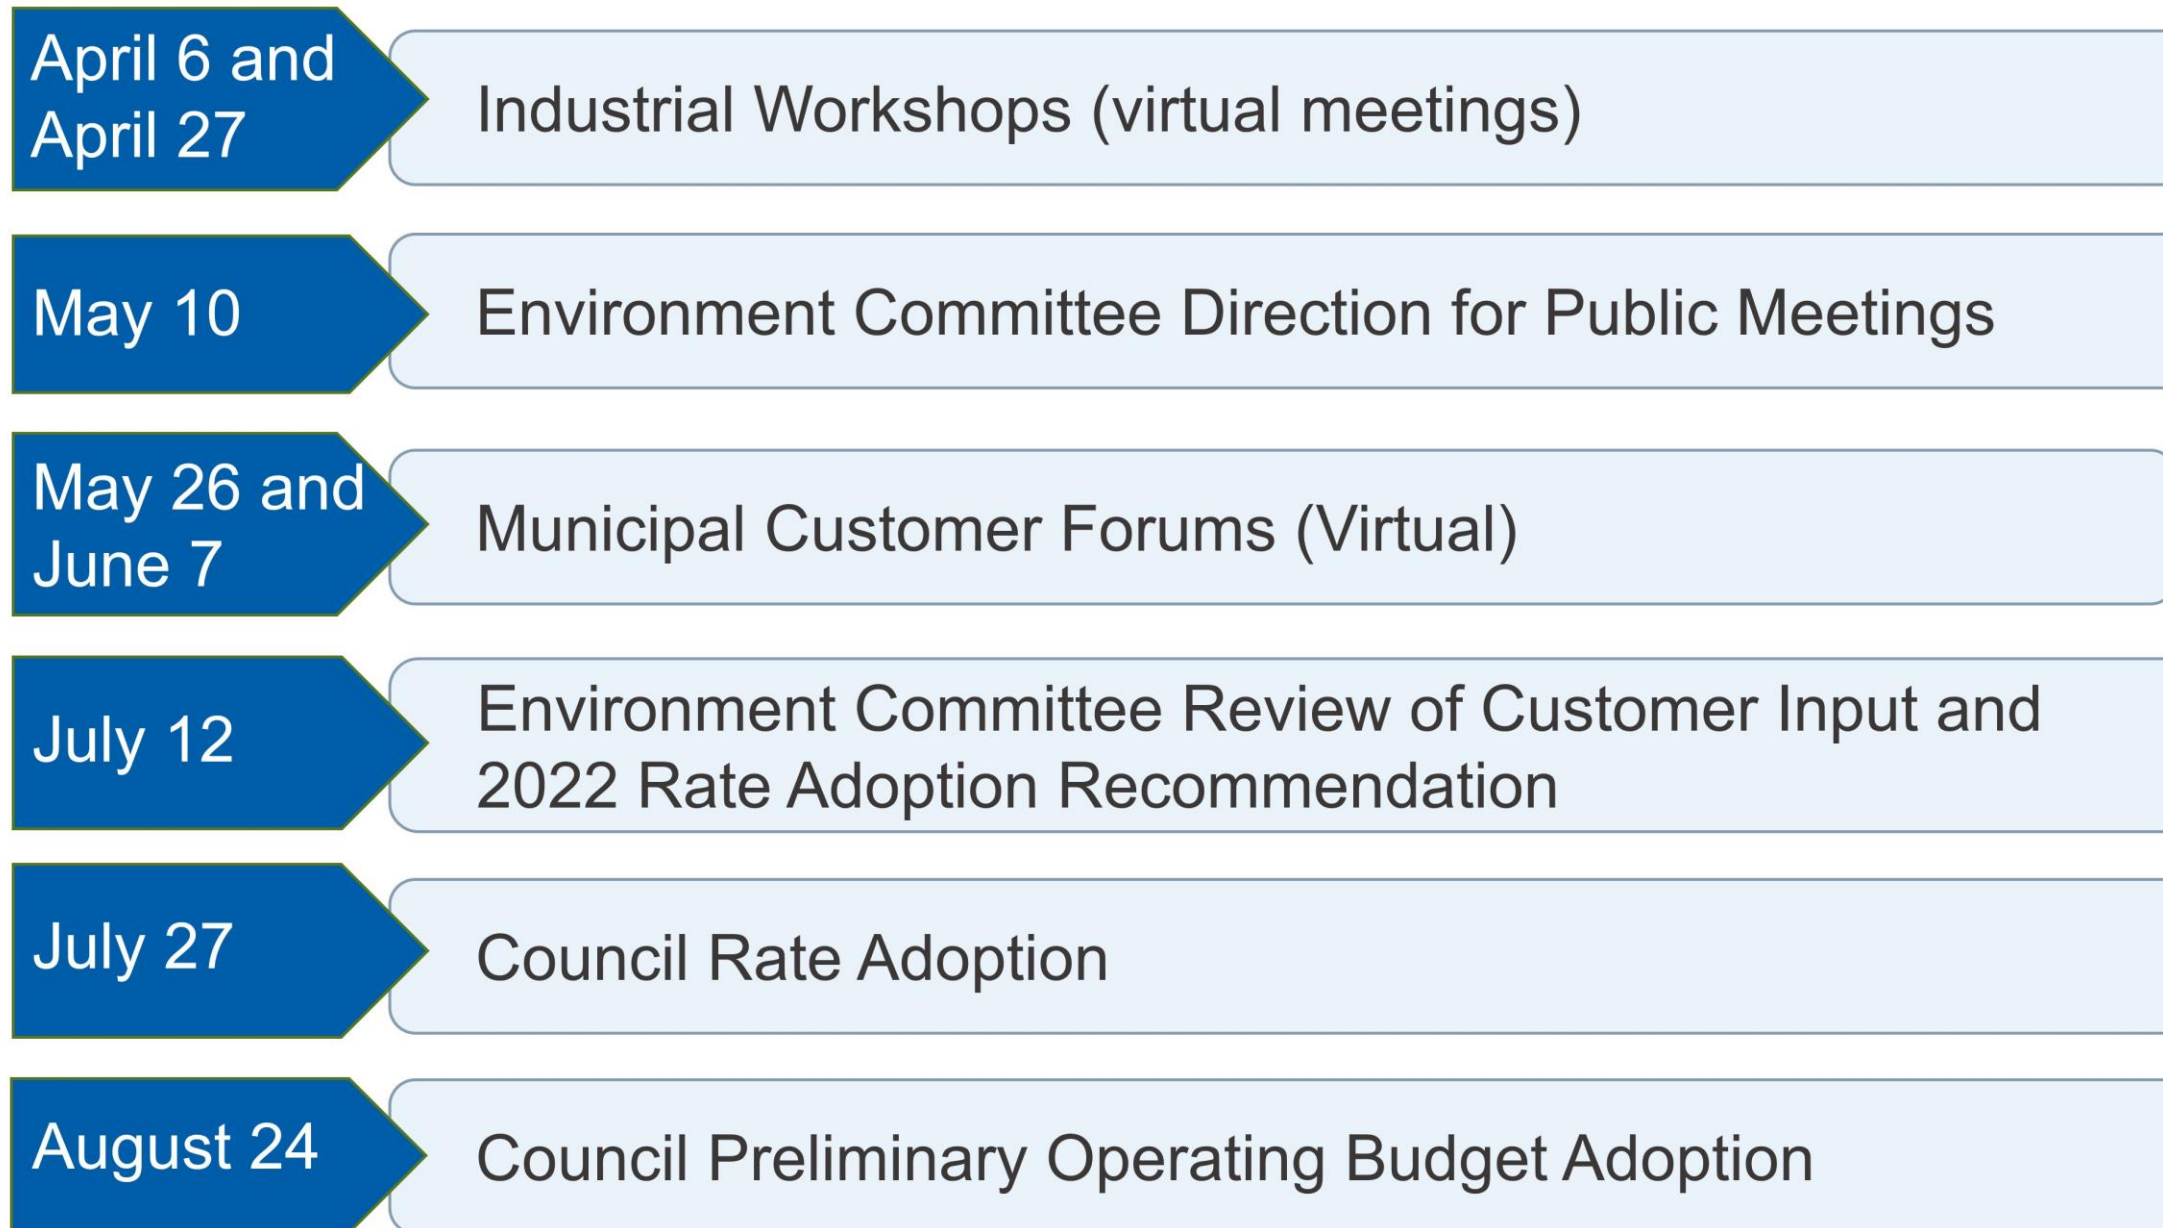 April 6 and
April 27
Industrial Workshops (virtual meetings)
May 10
Environment Committee Direction for Public Meetings
May 26 and
June 7
Municipal Customer Forums (Virtual)
July 12
Environment Committee Review of Customer Input and
2022 Rate Adoption Recommendation
July 27
Council Rate Adoption
August 24
Council Preliminary Operating Budget Adoption